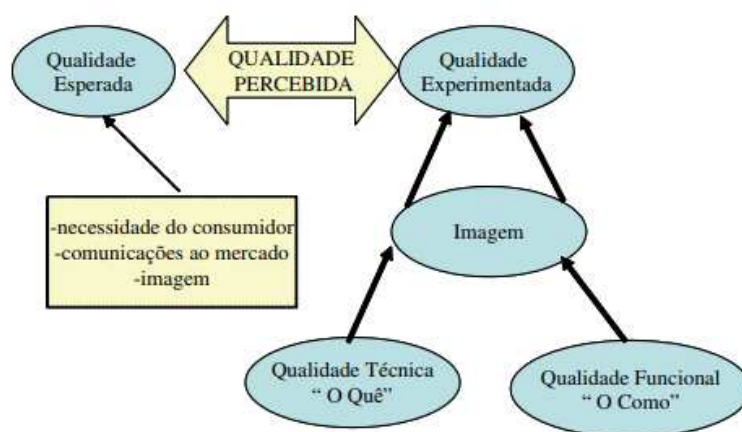 Qualidade
Esperada
QUALIDADE
PERCEBIDA
Qualidade
Experimentada
-necessidade do consumidor
-comunicações ao mercado
-imagem
Imagem
Qualidade Técnica
“ O Quê”
Qualidade Funcional
“ O Como”